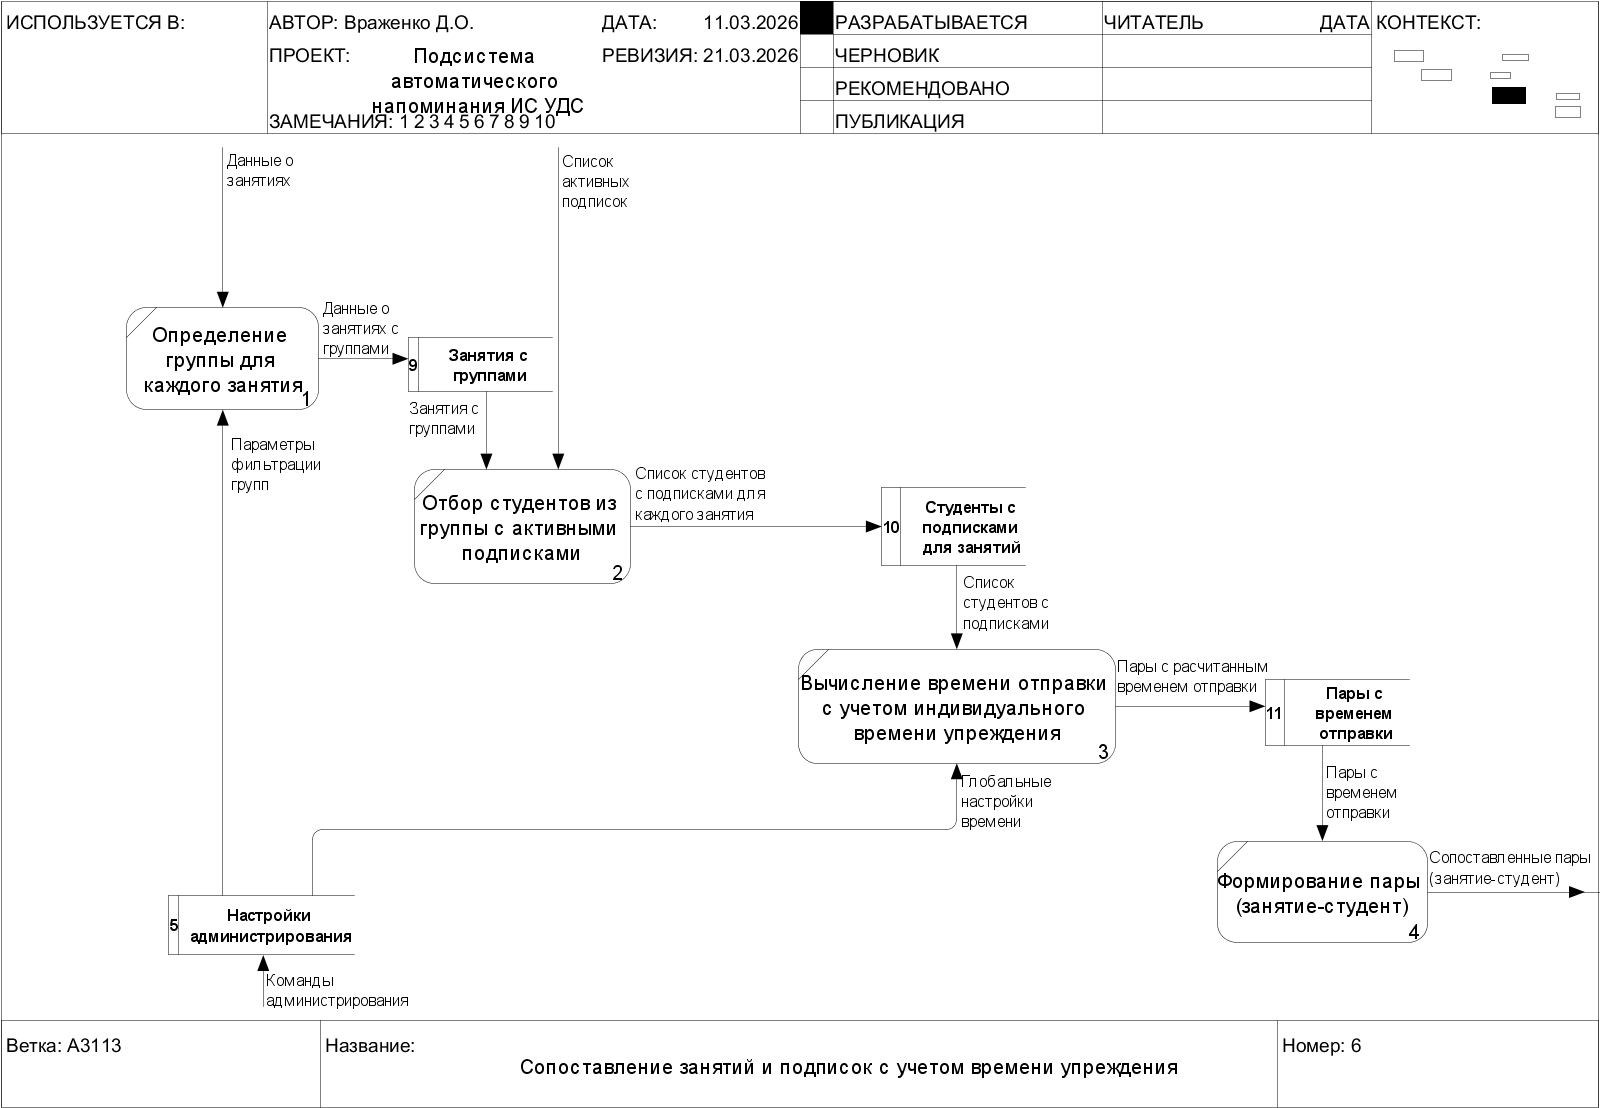 ИСПОЛЬЗУЕТСЯ В:
АВТОР: Враженко Д.О.
ДАТА: 11.03.2026
РАЗРАБАТЫВАЕТСЯ
ЧИТАТЕЛЬ
ДАТА
КОНТЕКСТ:
ПРОЕКТ:
Подсистема
автоматического
напоминания ИС УДС
РЕВИЗИЯ: 21.03.2026
ЧЕРНОВИК
РЕКОМЕНДОВАНО
ЗАМЕЧАНИЯ: 1 2 3 4 5 6 7 8 9 10
ПУБЛИКАЦИЯ
Данные о
занятиях
Список
активных
подписок
Определение
группы для
каждого занятия
1
Данные о
занятиях с
группами
9
Занятия с
группами
Занятия с
группами
Параметры
фильтрации
групп
Отбор студентов из
группы с активными
подписками
2
Список студентов
с подписками для
каждого занятия
10
Студенты с
подписками
для занятий
Список
студентов с
подписками
Вычисление времени отправки
с учетом индивидуального
времени упреждения
3
Пары с расчитанным
временем отправки
11
Пары с
временем
отправки
Глобальные
настройки
времени
Пары с
временем
отправки
Формирование пары
(занятие-студент)
4
Сопоставленные пары
(занятие-студент)
5
Настройки
администрирования
Команды
администрирования
Ветка: A3113
Название:
Сопоставление занятий и подписок с учетом времени упреждения
Номер: 6